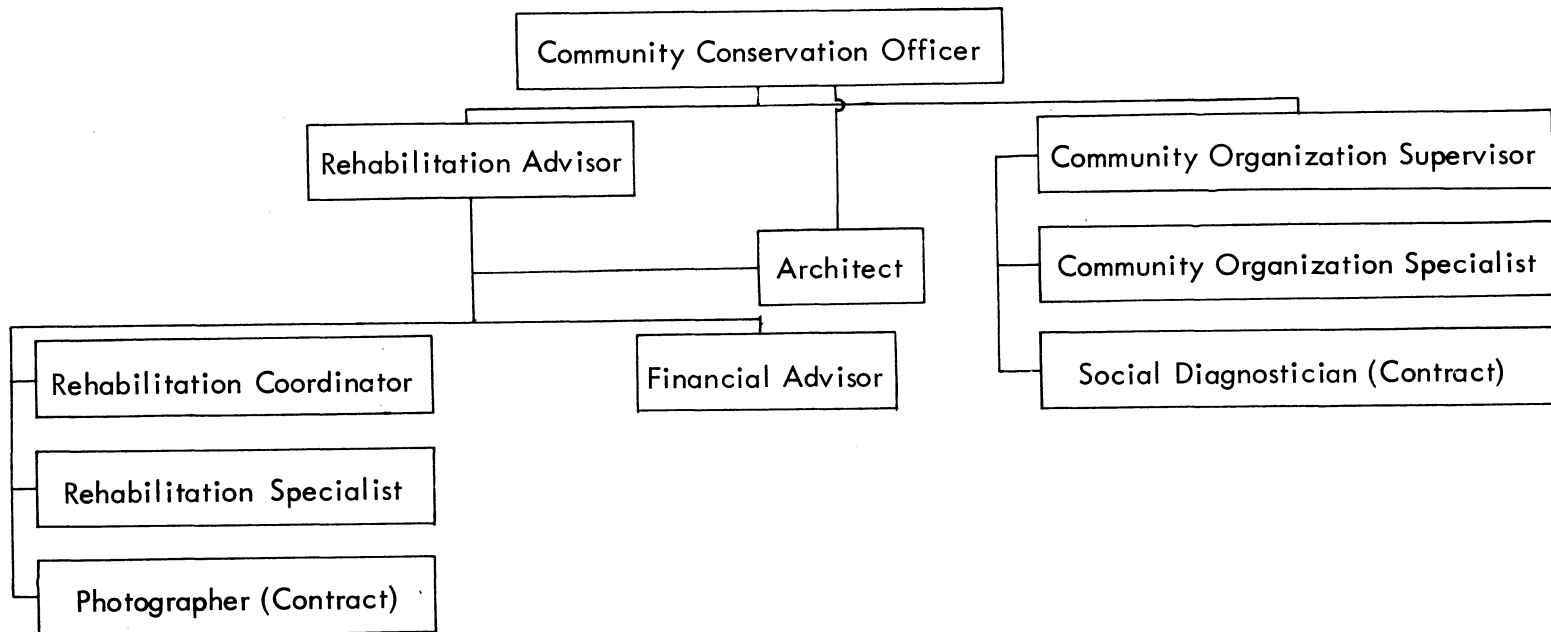 Community Conservation Officer
Rehabilitation Advisor
Community Organization Supervisor
Architect
Community Organization Specialist
Rehabilitation Coordinator
Financial Advisor
Social Diagnostician (Contract)
Rehabilitation Specialist
Photographer (Contract)